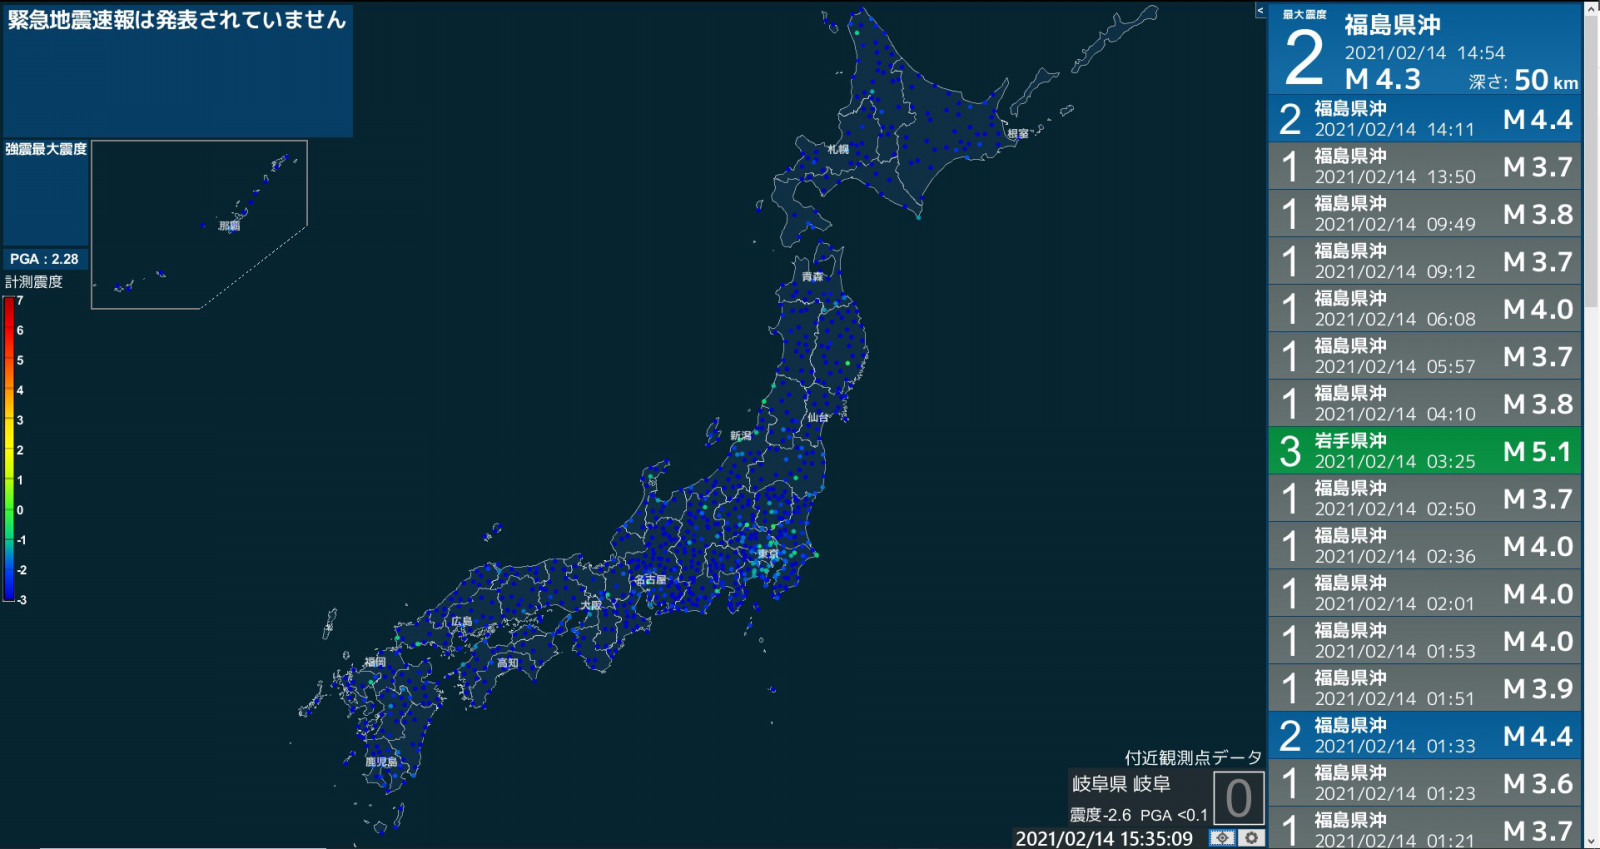 緊急地震速報は発表されていません
強震最大震度
PGA : 2.28
計測震度
7
6
5
4
3
2
1
0
-1
-2
-3
那覇
札幌
根室
青森
仙台
新潟
東京
名古屋
大阪
広島
高知
福岡
鹿児島
付近観測点データ
岐阜県 岐阜
震度-2.6 PGA <0.1
0
2021/02/14 15:35:09
<
最大震度
2
福島県沖
2021/02/14 14:54
M 4.3 深さ: 50 km
2 福島県沖
2021/02/14 14:11 M 4.4
1 福島県沖
2021/02/14 13:50 M 3.7
1 福島県沖
2021/02/14 09:49 M 3.8
1 福島県沖
2021/02/14 09:12 M 3.7
1 福島県沖
2021/02/14 06:08 M 4.0
1 福島県沖
2021/02/14 05:57 M 3.7
1 福島県沖
2021/02/14 04:10 M 3.8
3 岩手県沖
2021/02/14 03:25 M 5.1
1 福島県沖
2021/02/14 02:50 M 3.7
1 福島県沖
2021/02/14 02:36 M 4.0
1 福島県沖
2021/02/14 02:01 M 4.0
1 福島県沖
2021/02/14 01:53 M 4.0
1 福島県沖
2021/02/14 01:51 M 3.9
2 福島県沖
2021/02/14 01:33 M 4.4
1 福島県沖
2021/02/14 01:23 M 3.6
1 福島県沖
2021/02/14 01:21 M 3.7